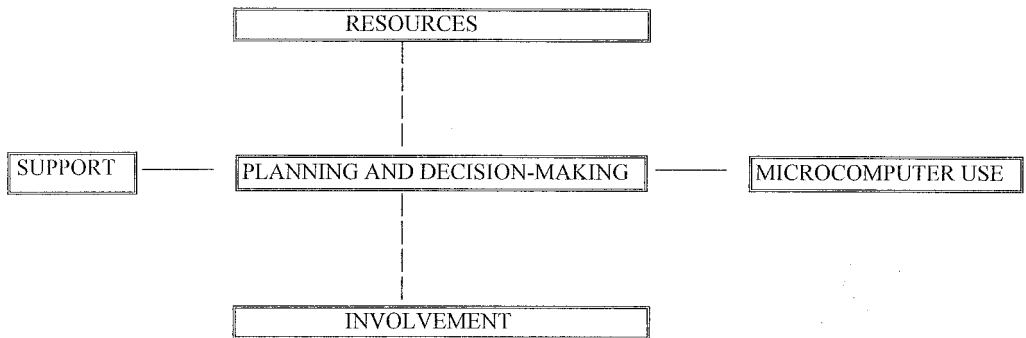 RESOURCES
SUPPORT
PLANNING AND DECISION-MAKING
MICROCOMPUTER USE
INVOLVEMENT